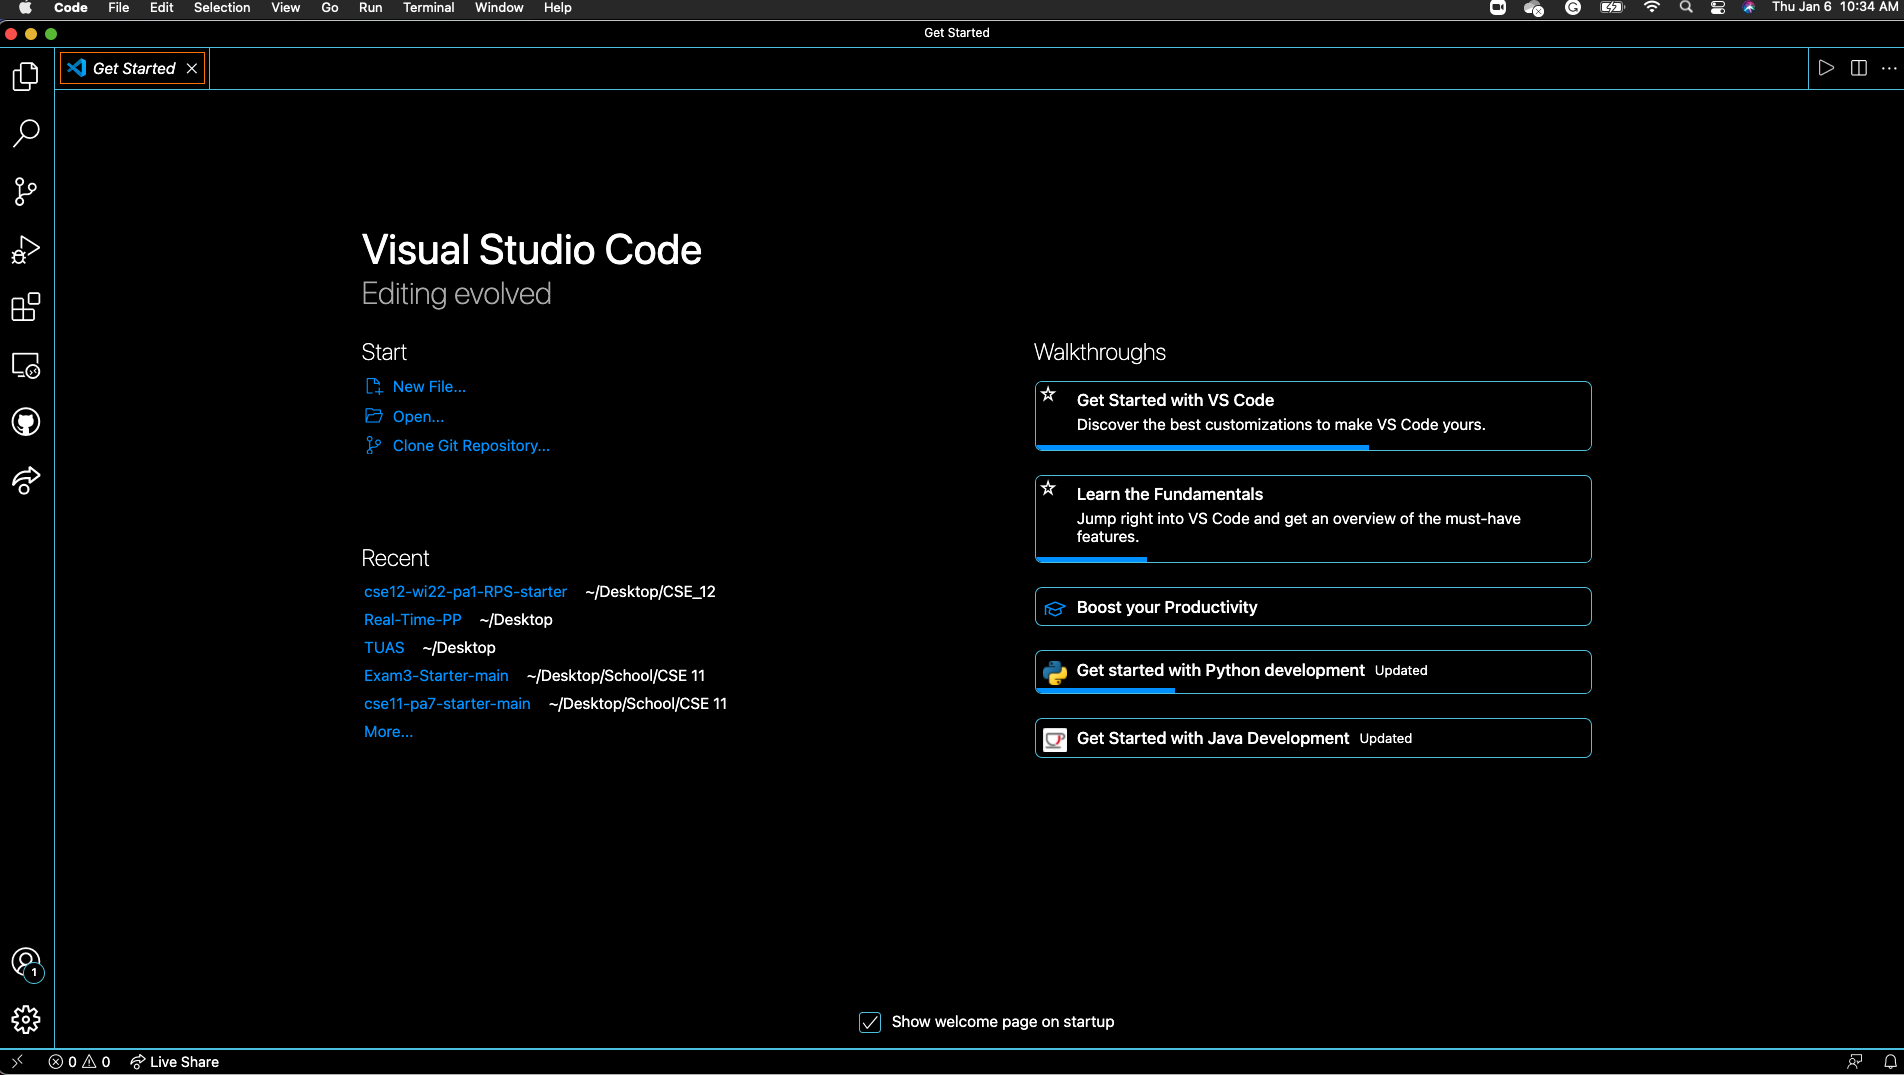 Code File Edit Selection View Go Run Terminal Window Help Thu Jan 6 10:34 AM
Get Started
Get Started
Visual Studio Code
Editing evolved
Start
New File...
Open...
Clone Git Repository...
Recent
cse12-wi22-pa1-RPS-starter ~/Desktop/CSE_12
Real-Time-PP ~/Desktop
TUAS ~/Desktop
Exam3-Starter-main ~/Desktop/School/CSE 11
cse11-pa7-starter-main ~/Desktop/School/CSE 11
More...
Walkthroughs
Get Started with VS Code
Discover the best customizations to make VS Code yours.
Learn the Fundamentals
Jump right into VS Code and get an overview of the must-have
features.
Boost your Productivity
Get started with Python development Updated
Get Started with Java Development Updated
1
Show welcome page on startup
0 0 Live Share